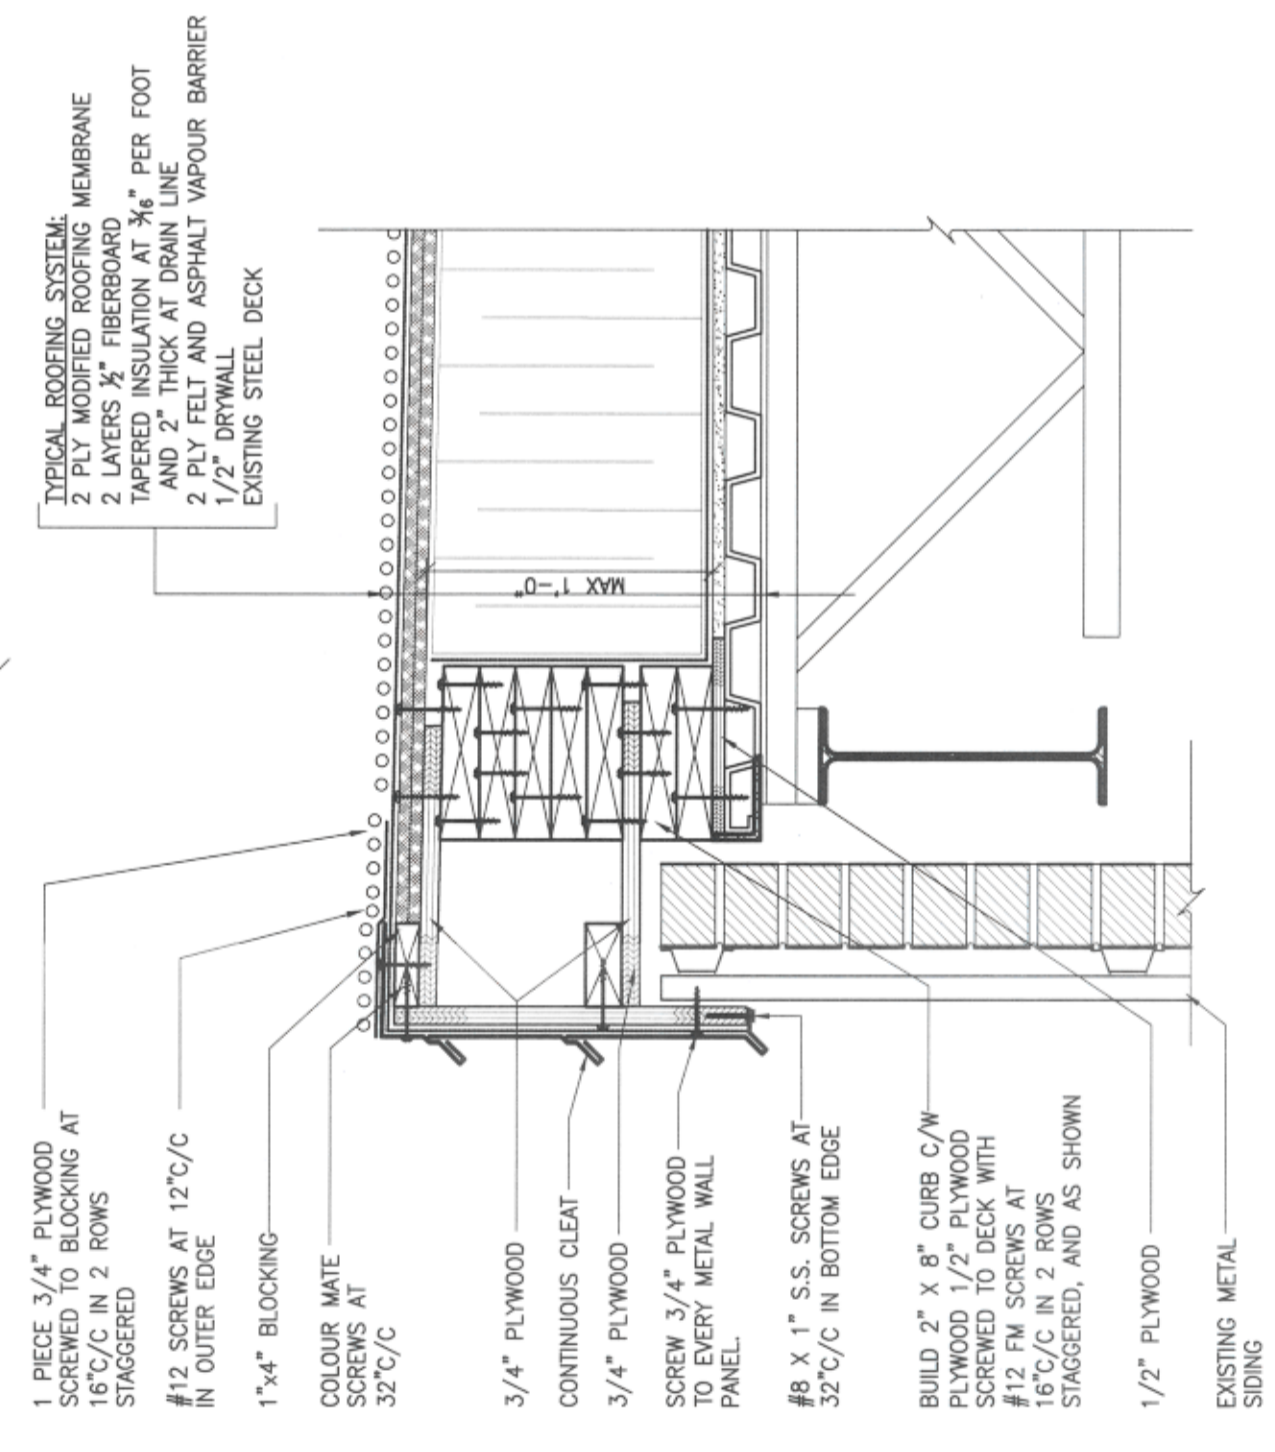 TYPICAL ROOFING SYSTEM:
2 PLY MODIFIED ROOFING MEMBRANE
2 LAYERS ½" FIBERBOARD
TAPERED INSULATION AT 3/16" PER FOOT
AND 2" THICK AT DRAIN LINE
2 PLY FELT AND ASPHALT VAPOUR BARRIER
1/2" DRYWALL
EXISTING STEEL DECK
MAX 1'-0"
1 PIECE 3/4" PLYWOOD
SCREWED TO BLOCKING AT
16"C/C IN 2 ROWS
STAGGERED
#12 SCREWS AT 12"C/C
IN OUTER EDGE
1"x4" BLOCKING
COLOUR MATE
SCREWS AT
32"C/C
3/4" PLYWOOD
CONTINUOUS CLEAT
3/4" PLYWOOD
SCREW 3/4" PLYWOOD
TO EVERY METAL WALL
PANEL.
#8 X 1" S.S. SCREWS AT
32"C/C IN BOTTOM EDGE
BUILD 2" X 8" CURB C/W
PLYWOOD 1/2" PLYWOOD
SCREWED TO DECK WITH
#12 FM SCREWS AT
16"C/C IN 2 ROWS
STAGGERED, AND AS SHOWN
1/2" PLYWOOD
EXISTING METAL
SIDING